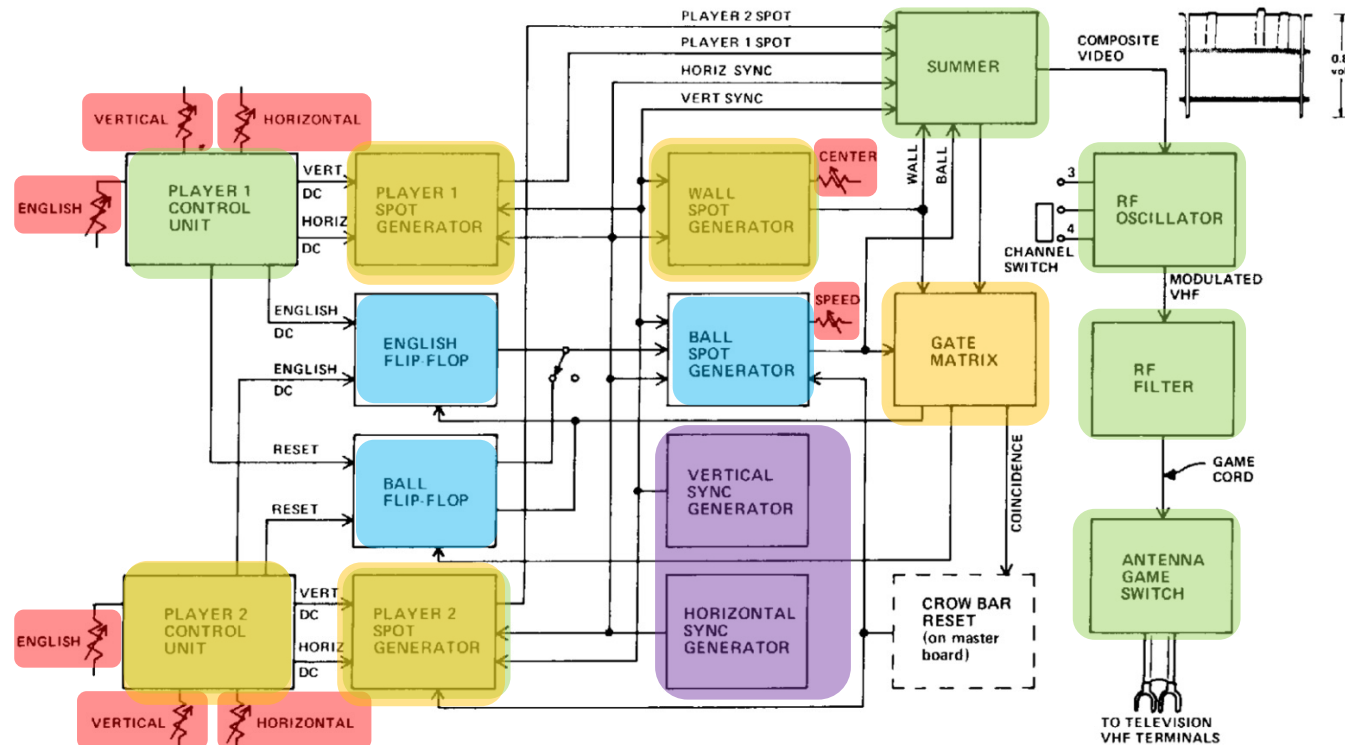 PLAYER 2 SPOT
PLAYER 1 SPOT
HORIZ SYNC
VERT SYNC
SUMMER
COMPOSITE
VIDEO
0.8
vol
VERTICAL
HORIZONTAL
ENGLISH
PLAYER 1
CONTROL
UNIT
VERT
DC
HORIZ
DC
PLAYER 1
SPOT
GENERATOR
WALL
SPOT
GENERATOR
CENTER
WALL
BALL
3
4
CHANNEL
SWITCH
RF
OSCILLATOR
MODULATED
VHF
ENGLISH
DC
ENGLISH
DC
ENGLISH
FLIP-FLOP
BALL
SPOT
GENERATOR
SPEED
GATE
MATRIX
RF
FILTER
RESET
RESET
BALL
FLIP-FLOP
VERTICAL
SYNC
GENERATOR
COINCIDENCE
GAME
CORD
ENGLISH
PLAYER 2
CONTROL
UNIT
VERT
DC
HORIZ
DC
PLAYER 2
SPOT
GENERATOR
HORIZONTAL
SYNC
GENERATOR
CROW BAR
RESET
(on master
board)
ANTENNA
GAME
SWITCH
VERTICAL
HORIZONTAL
TO TELEVISION
VHF TERMINALS